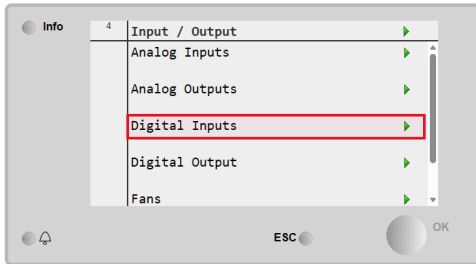 Info
4 Input / Output
Analog Inputs
Analog Outputs
Digital Inputs
Digital Output
Fans
ESC
OK